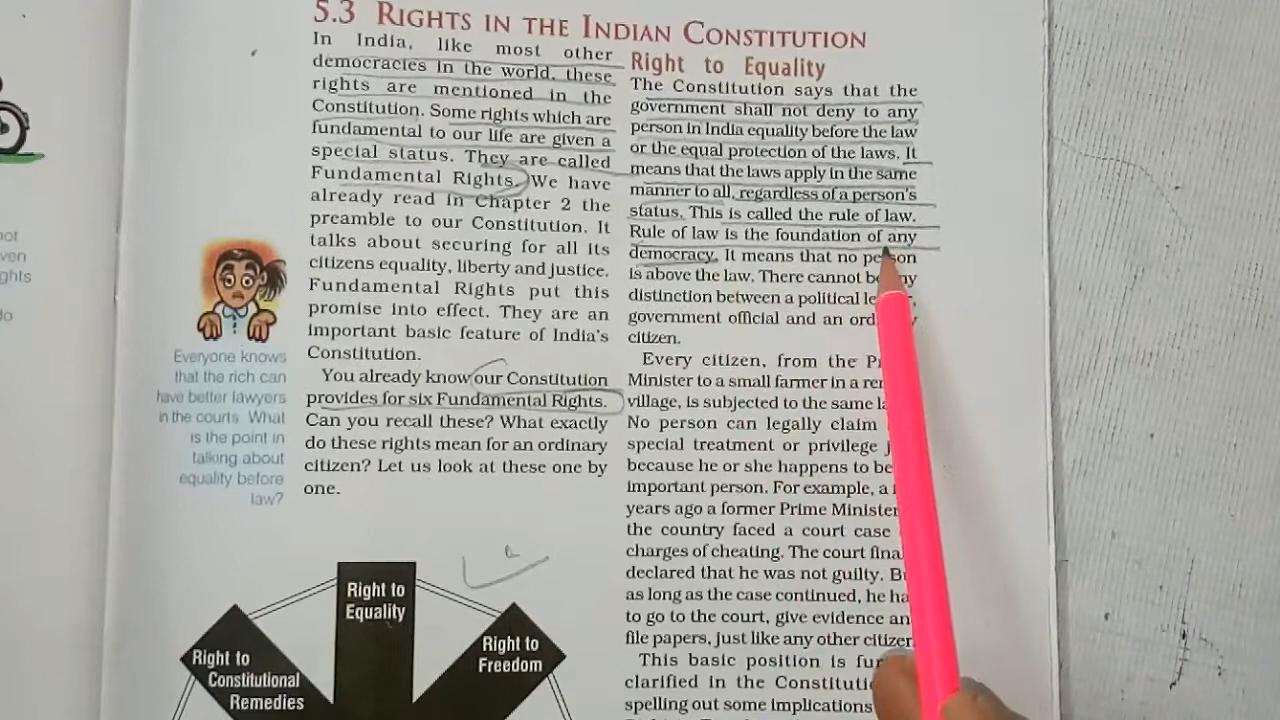 5.3 RIGHTS IN THE INDIAN CONSTITUTION
In India, like most other
democracies in the world, these
rights are mentioned in the
Constitution. Some rights which are
fundamental to our life are given a
special status. They are called
Fundamental Rights. We have
already read in Chapter 2 the
preamble to our Constitution. It
talks about securing for all its
citizens equality, liberty and justice.
Fundamental Rights put this
promise into effect. They are an
important basic feature of India's
Constitution.
You already know our Constitution
provides for six Fundamental Rights.
Can you recall these? What exactly
do these rights mean for an ordinary
citizen? Let us look at these one by
one.
Right to Equality
The Constitution says that the
government shall not deny to any
person in India equality before the law
or the equal protection of the laws. It
means that the laws apply in the same
manner to all, regardless of a person's
status. This is called the rule of law.
Rule of law is the foundation of any
democracy. It means that no person
is above the law. There cannot be any
distinction between a political
government official and an
citizen.
Every citizen, from the
Minister to a small farmer in a
village, is subjected to the same
No person can legally claim
special treatment or privilege
because he or she happens to be
important person. For example, a
years ago a former Prime Minister
the country faced a court case
charges of cheating. The court
declared that he was not guilty.
as long as the case continued, he
to go to the court, give evidence
file papers, just like any other citizen
This basic position is
clarified in the
spelling out some implications
Everyone knows
that the rich can
have better lawyers
in the courts. What
is the point in
talking about
equality before
law?
Right to
Equality
Right to
Freedom
Right to
Constitutional
Remedies